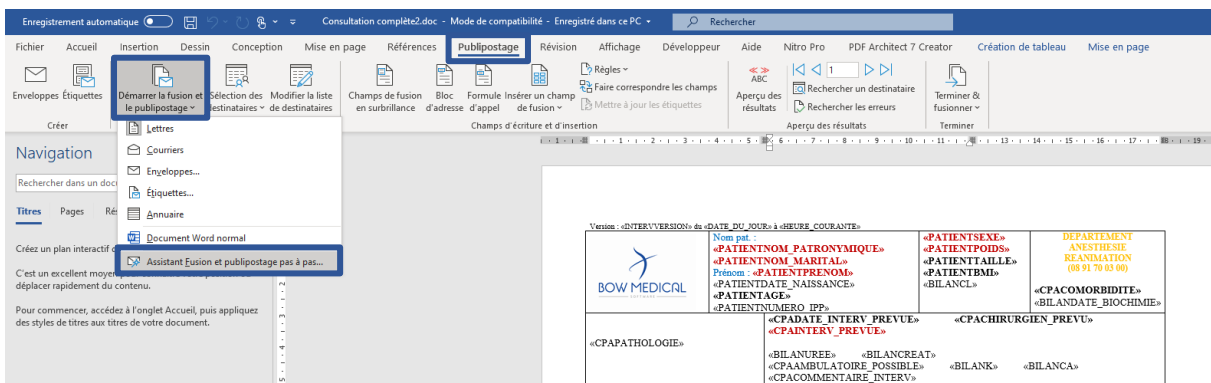 Enregistrement automatique
Consultation complète2.doc - Mode de compatibilité - Enregistré dans ce PC
Rechercher
Fichier Accueil Insertion Dessin Conception Mise en page Références Publipostage Révision Affichage Développeur Aide Nitro Pro PDF Architect 7 Creator Création de tableau Mise en page
Enveloppes Étiquettes
Créer
Démarrer la fusion et le publipostage
Sélection des destinataires
Modifier la liste de destinataires
Champs de fusion en surbrillance
Bloc d'adresse
Formule d'appel
Insérer un champ de fusion
Règles
Faire correspondre les champs
Mettre à jour les étiquettes
Champs d'écriture et d'insertion
ABC
Aperçu des résultats
1
Rechercher un destinataire
Rechercher les erreurs
Aperçu des résultats
Terminer & fusionner
Terminer
Lettres
Courriers
Enveloppes...
Étiquettes...
Annuaire
Document Word normal
Assistant Fusion et publipostage pas à pas...
Navigation
Rechercher dans un doc
Titres Pages Ré
Créez un plan interactif d
C'est un excellent moyen
déplacer rapidement du contenu.
Pour commencer, accédez à l'onglet Accueil, puis appliquez
des styles de titres aux titres de votre document.
Version : «INTERVVERSION» du «DATE_DU_JOUR» à «HEURE_COURANTE»
BOW MEDICAL
SOFTWARE
Nom pat. :
«PATIENTNOM_PATRONYMIQUE»
«PATIENTNOM_MARITAL»
Prénom : «PATIENTPRENOM»
«PATIENTDATE_NAISSANCE»
«PATIENTAGE»
«PATIENTNUMERO_IPP»
«PATIENTSEXE»
«PATIENTPOIDS»
«PATIENTTAILLE»
«PATIENTBMI»
«BILANCL»
DEPARTEMENT
ANESTHESIE
REANIMATION
(08 91 70 03 00)
«CPACOMORBIDITE»
«BILANDATE_BIOCHIMIE»
«CPAPATHOLOGIE»
«CPADATE_INTERV_PREVUE» «CPACHIRURGIEN_PREVU»
«CPAINTERV_PREVUE»
«BILANUREE» «BILANCREAT»
«CPAAMBULATOIRE_POSSIBLE» «BILANK» «BILANCA»
«CPACOMMENTAIRE_INTERV»